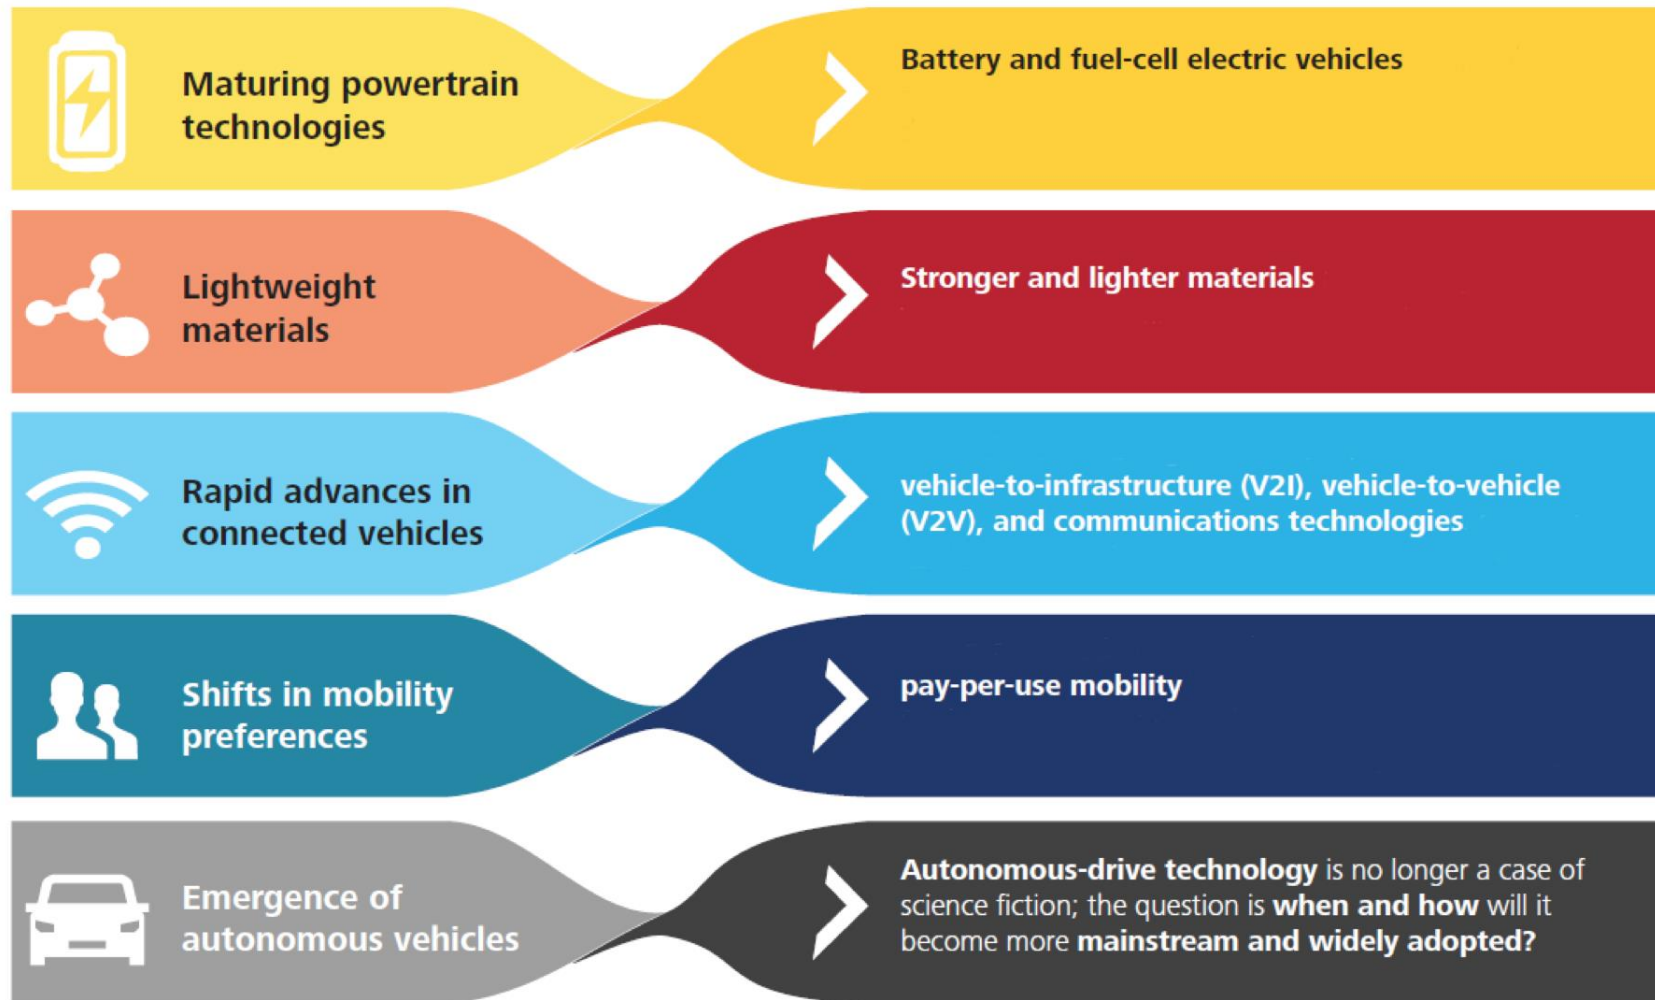 Maturing powertrain
technologies
Battery and fuel-cell electric vehicles
Lightweight
materials
Stronger and lighter materials
Rapid advances in
connected vehicles
vehicle-to-infrastructure (V2I), vehicle-to-vehicle
(V2V), and communications technologies
Shifts in mobility
preferences
pay-per-use mobility
Emergence of
autonomous vehicles
Autonomous-drive technology is no longer a case of
science fiction; the question is when and how will it
become more mainstream and widely adopted?